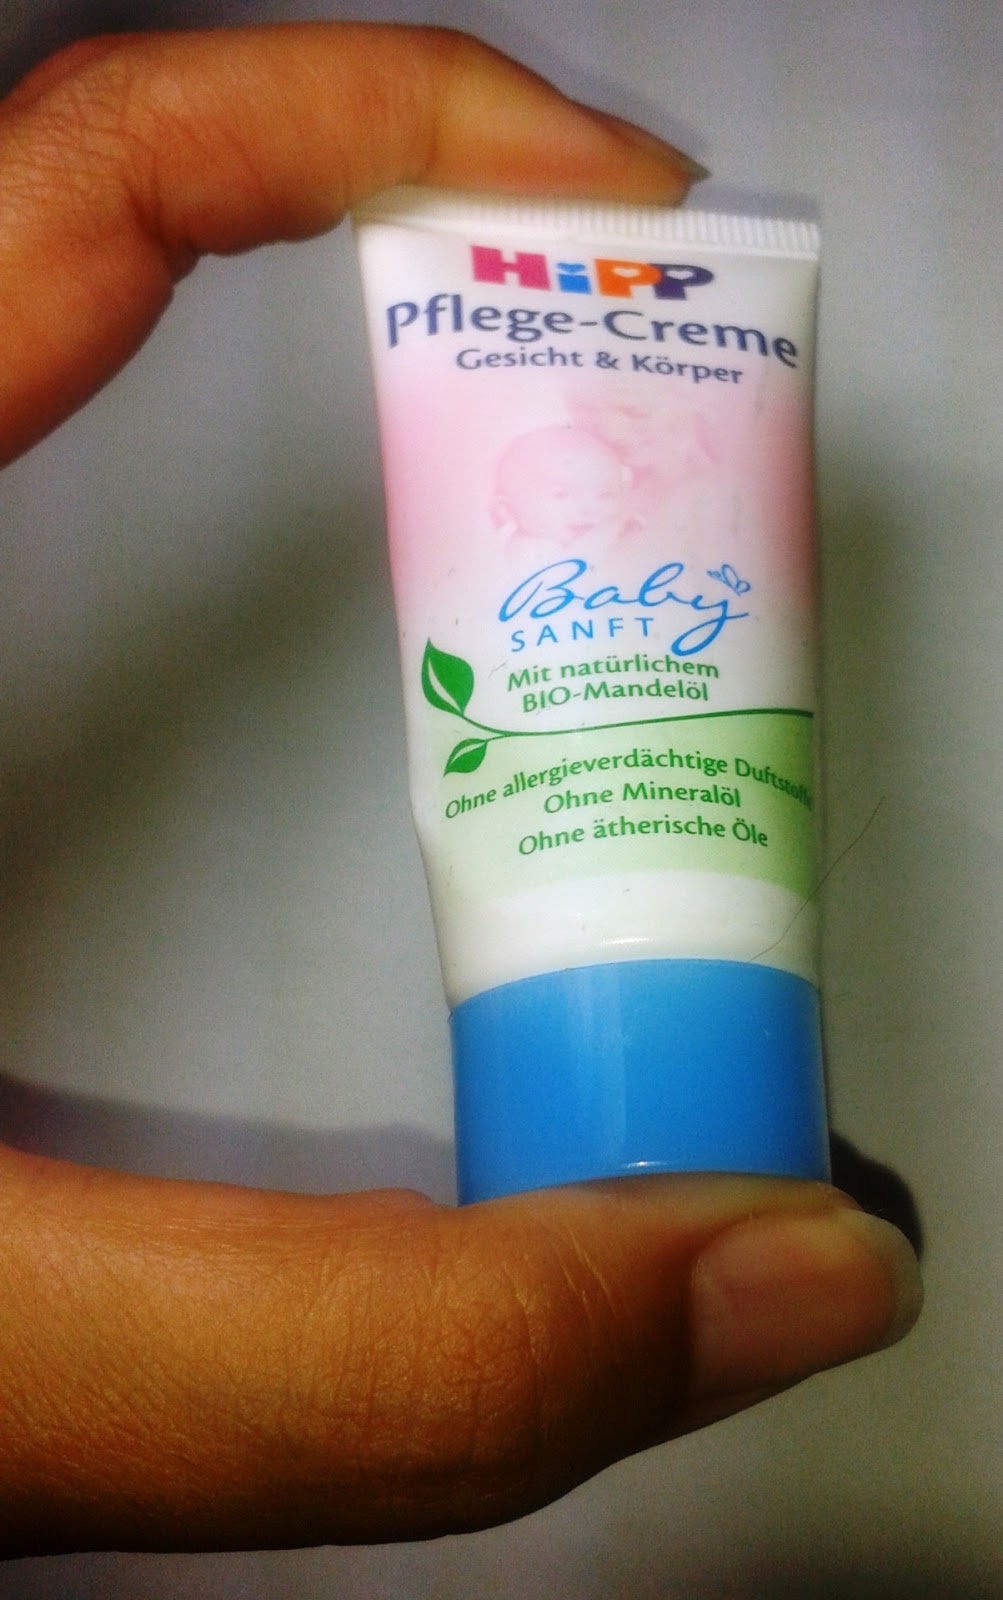 HiPP
Pflege-Creme
Gesicht & Körper
Baby
SANFT
Mit natürlichem
BIO-Mandelöl
Ohne allergieverdächtige Duftstoffe
Ohne Mineralöl
Ohne ätherische Öle